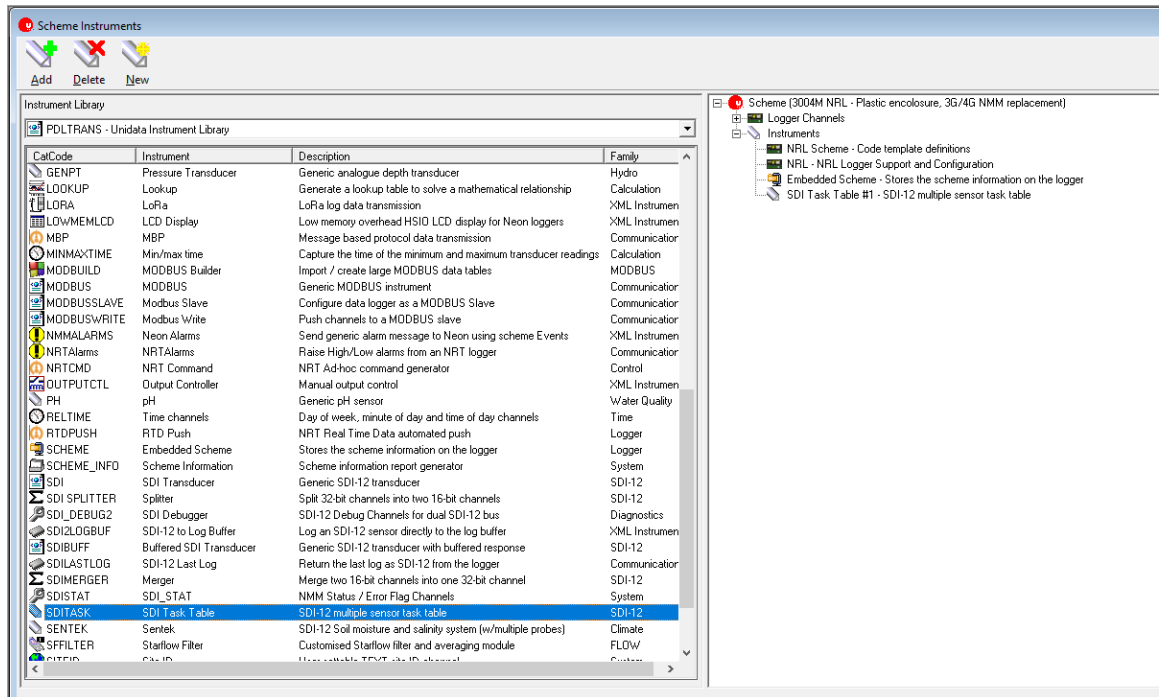 Scheme Instruments
Add Delete New
Instrument Library
PDLTRANS - Unidata Instrument Library
CatCode Instrument Description Family
GENPT Pressure Transducer Generic analogue depth transducer Hydro
LOOKUP Lookup Generate a lookup table to solve a mathematical relationship Calculation
LORA LoRa LoRa log data transmission XML Instrumen
LOWMEMLCD LCD Display Low memory overhead HSIO LCD display for Neon loggers XML Instrumen
MBP MBP Message based protocol data transmission Communication
MINMAXTIME Min/max time Capture the time of the minimum and maximum transducer readings Calculation
MODBUILD MODBUS Builder Import / create large MODBUS data tables MODBUS
MODBUS MODBUS Generic MODBUS instrument Communication
MODBUSSLAVE Modbus Slave Configure data logger as a MODBUS Slave Communication
MODBUSWRITE Modbus Write Push channels to a MODBUS slave Communication
NMMALARMS Neon Alarms Send generic alarm message to Neon using scheme Events XML Instrumen
NRTAlarms NRTAlarms Raise High/Low alarms from an NRT logger Communication
NRTCMD NRT Command NRT Ad-hoc command generator Control
OUTPUTCTL Output Controller Manual output control XML Instrumen
PH pH Generic pH sensor Water Quality
RELTIME Time channels Day of week, minute of day and time of day channels Time
RTDPUSH RTD Push NRT Real Time Data automated push Logger
SCHEME Embedded Scheme Stores the scheme information on the logger Logger
SCHEME_INFO Scheme Information Scheme information report generator System
SDI SDI Transducer Generic SDI-12 transducer SDI-12
SDI SPLITTER Splitter Split 32-bit channels into two 16-bit channels SDI-12
SDI_DEBUG2 SDI Debugger SDI-12 Debug Channels for dual SDI-12 bus Diagnostics
SDI2LOGBUF SDI-12 to Log Buffer Log an SDI-12 sensor directly to the log buffer XML Instrumen
SDIBUFF Buffered SDI Transducer Generic SDI-12 transducer with buffered response SDI-12
SDILASTLOG SDI-12 Last Log Return the last log as SDI-12 from the logger Communication
SDIMERGER Merger Merge two 16-bit channels into one 32-bit channel SDI-12
SDISTAT SDI_STAT NMM Status / Error Flag Channels System
SDITASK SDI Task Table SDI-12 multiple sensor task table SDI-12
SENTEK Sentek SDI-12 Soil moisture and salinity system (w/multiple probes) Climate
SFFILTER Starflow Filter Customised Starflow filter and averaging module FLOW
Scheme (3004M NRL - Plastic encolosure, 3G/4G NMM replacement)
Logger Channels
Instruments
NRL Scheme - Code template definitions
NRL - NRL Logger Support and Configuration
Embedded Scheme - Stores the scheme information on the logger
SDI Task Table #1 - SDI-12 multiple sensor task table